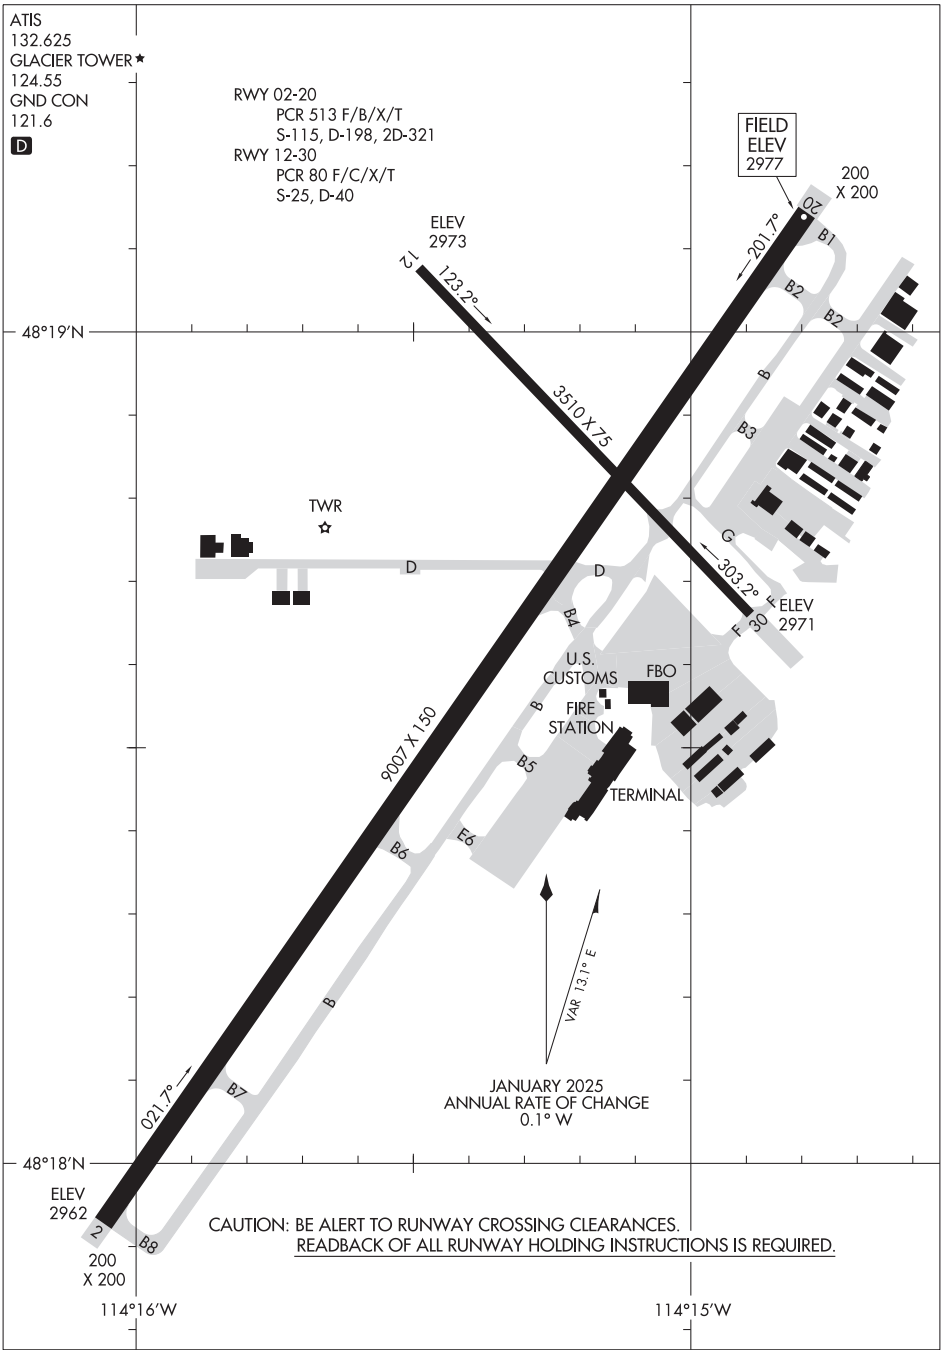 ATIS
132.625
GLACIER TOWER★
124.55
GND CON
121.6
D
RWY 02-20
PCR 513 F/B/X/T
S-115, D-198, 2D-321
RWY 12-30
PCR 80 F/C/X/T
S-25, D-40
FIELD
ELEV
2977
200
X 200
20
201.7°
B1
B2
B2
ELEV
2973
12
123.2°
48°19'N
B
3510 X 75
B3
TWR
G
D
D
303.2°
F
F
30
ELEV
2971
B4
U.S.
CUSTOMS
FBO
B
FIRE
STATION
9007 X 150
B5
TERMINAL
E6
B6
VAR 13.1° E
B
JANUARY 2025
ANNUAL RATE OF CHANGE
0.1° W
021.7°
B7
48°18'N
ELEV
2962
2
B8
200
X 200
CAUTION: BE ALERT TO RUNWAY CROSSING CLEARANCES.
READBACK OF ALL RUNWAY HOLDING INSTRUCTIONS IS REQUIRED.
114°16'W
114°15'W